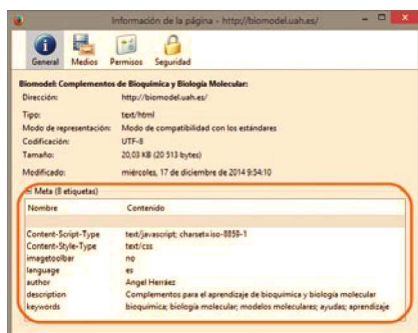 Información de la página - http://biomodel.uah.es/
General Medios Permisos Seguridad
Biomodel: Complementos de Bioquímica y Biología Molecular:
Dirección: http://biomodel.uah.es/
Tipo: text/html
Modo de representación: Modo de compatibilidad con los estándares
Codificación: UTF-8
Tamaño: 20,03 KB (20 513 bytes)
Modificado: miércoles, 17 de diciembre de 2014 9:54:10
Meta (8 etiquetas)
Nombre Contenido
Content-Script-Type text/javascript; charset=iso-8859-1
Content-Style-Type text/css
imagetoolbar no
language es
author Angel Herráez
description Complementos para el aprendizaje de bioquímica y biología molecular
keywords bioquímica; biología molecular; modelos moleculares; ayudas; aprendizaje